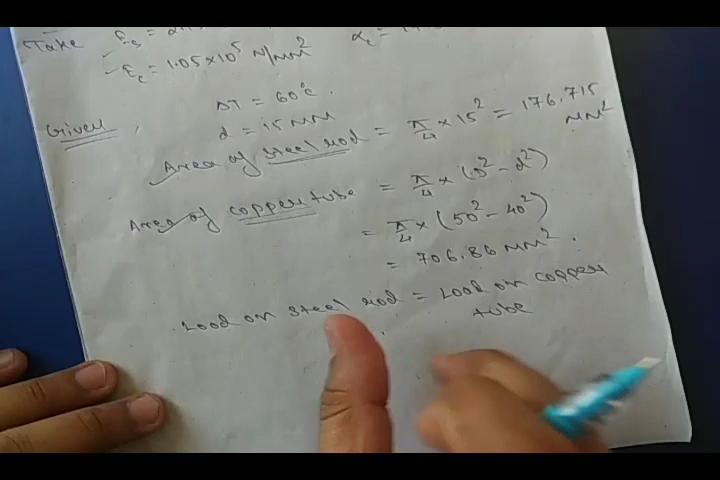 Take Es =
Ec = 1.05×10⁵ N/MM²
ΔT = 60°c.
Given, d = 15 MM
Area of steel rod = π/4 × 15² = 176.715 MM²
Area of copper tube = π/4 × (D² - d²)
= π/4 × (50² - 40²)
= 706.86 MM².
Load on steel rod = Load on copper
tube